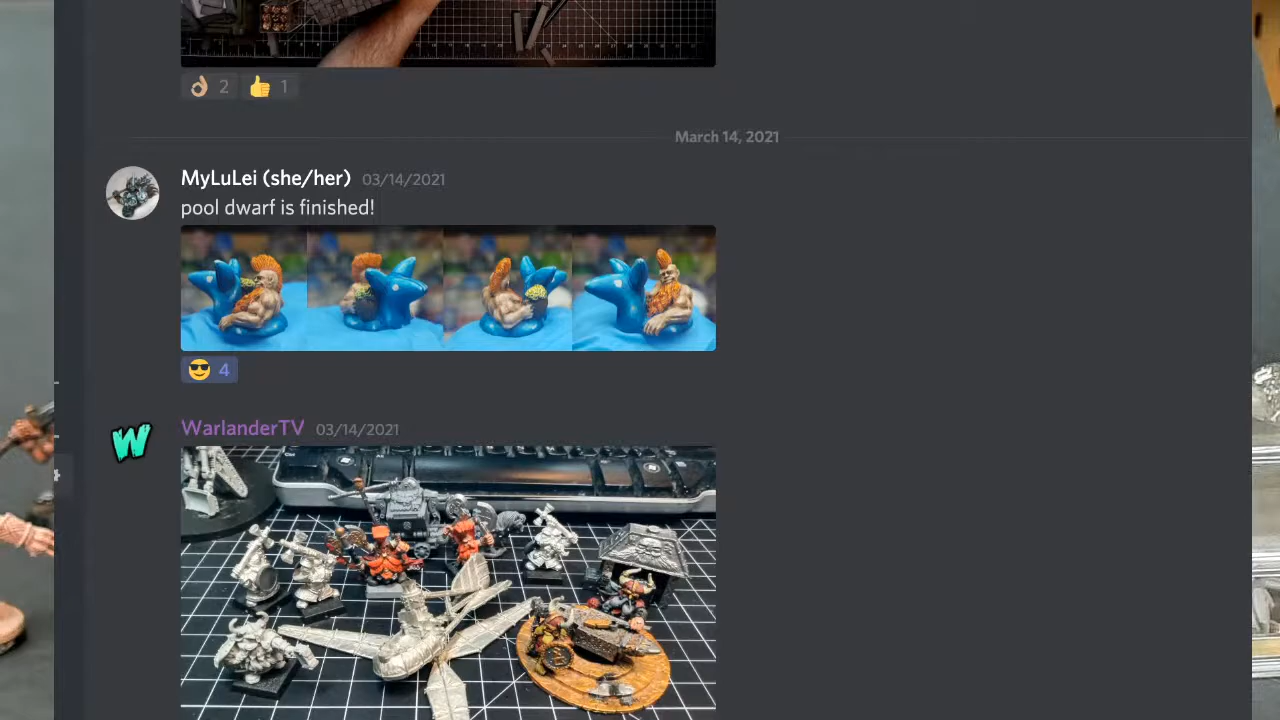 2 1
March 14, 2021
MyLuLei (she/her) 03/14/2021
pool dwarf is finished!
4
W
WarlanderTV 03/14/2021